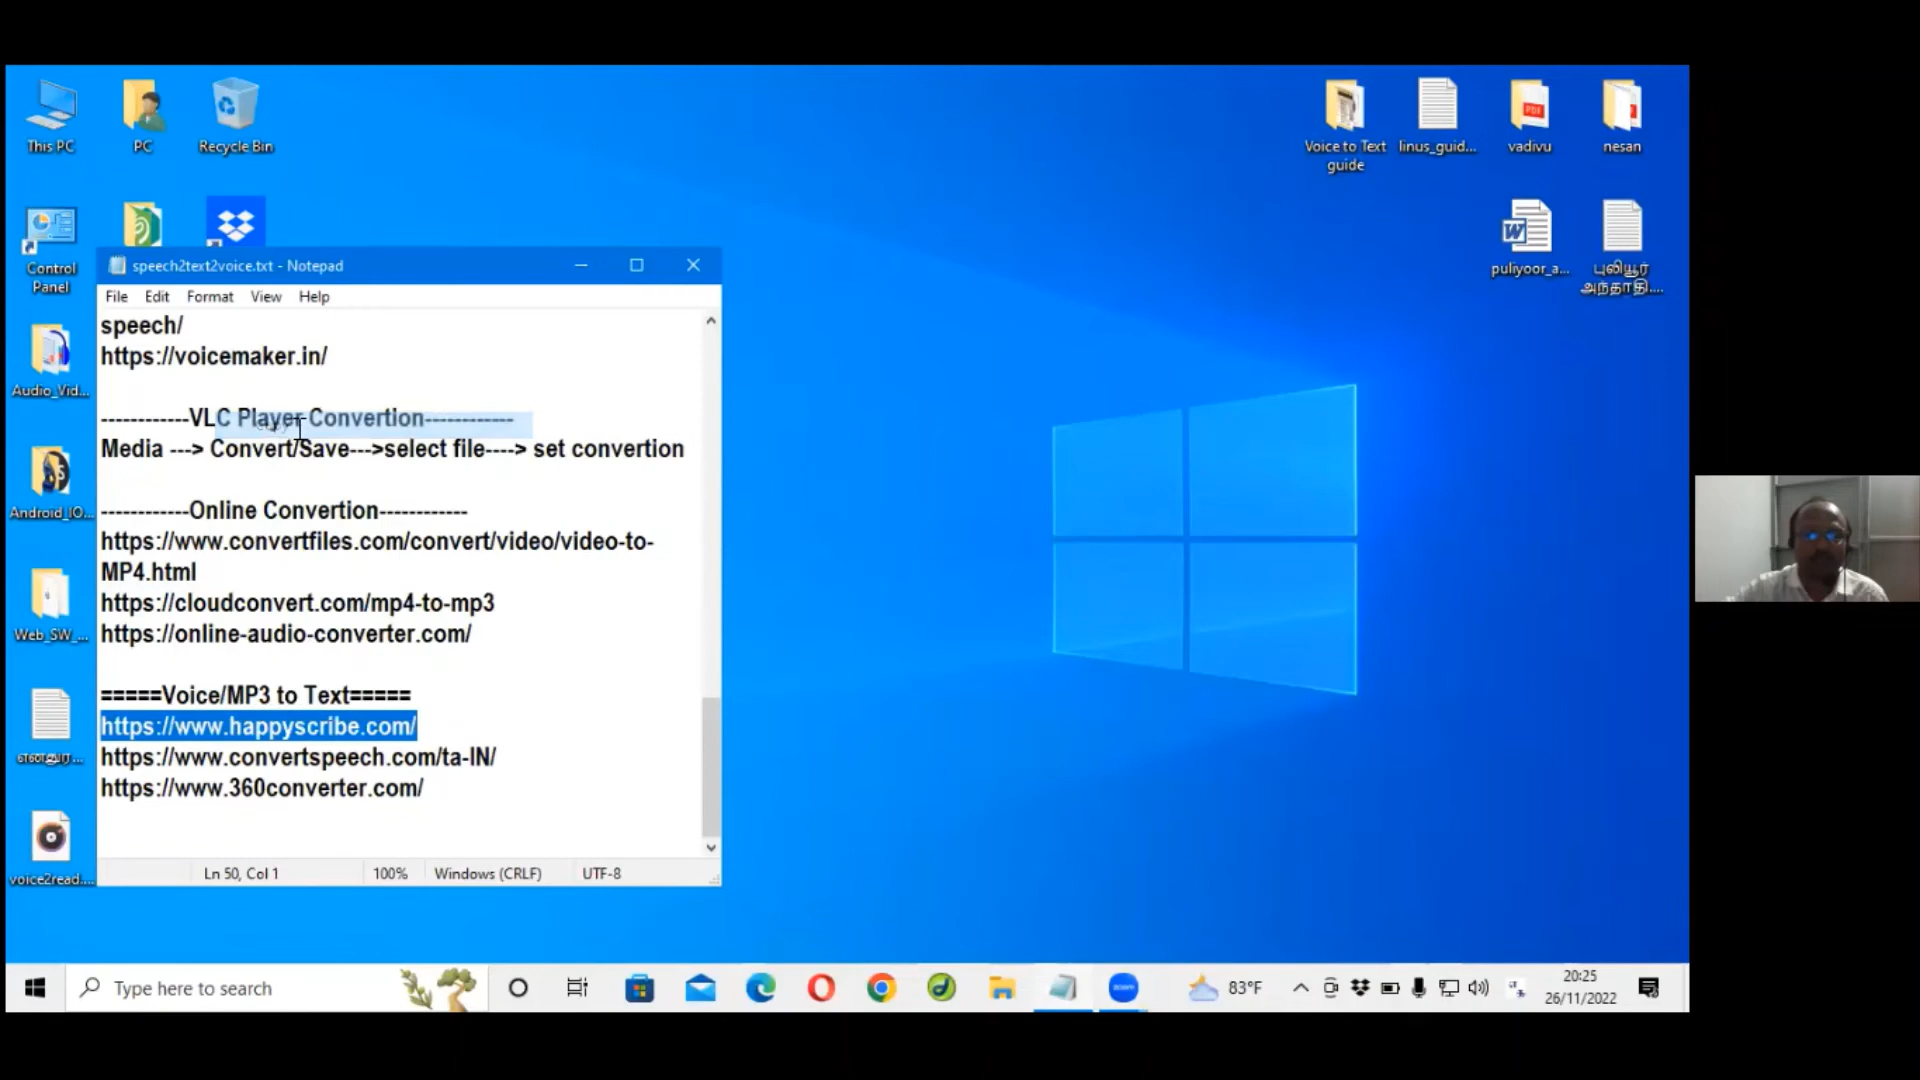 This PC
PC
Recycle Bin
Voice to Text
guide
linus_guid...
vadivu
nesan
Control
Panel
puliyoor_a...
புலியூர்
அந்தாதி....
speech2text2voice.txt - Notepad
File Edit Format View Help
speech/
https://voicemaker.in/
------------VLC Player Convertion------------
Media ---> Convert/Save--->select file----> set convertion
------------Online Convertion------------
https://www.convertfiles.com/convert/video/video-to-
MP4.html
https://cloudconvert.com/mp4-to-mp3
https://online-audio-converter.com/
=====Voice/MP3 to Text=====
https://www.happyscribe.com/
https://www.convertspeech.com/ta-IN/
https://www.360converter.com/
Ln 50, Col 1
100%
Windows (CRLF)
UTF-8
Audio_Vid...
Android_IO...
Web_SW_...
voice2read....
Type here to search
zoom
83°F
20:25
26/11/2022